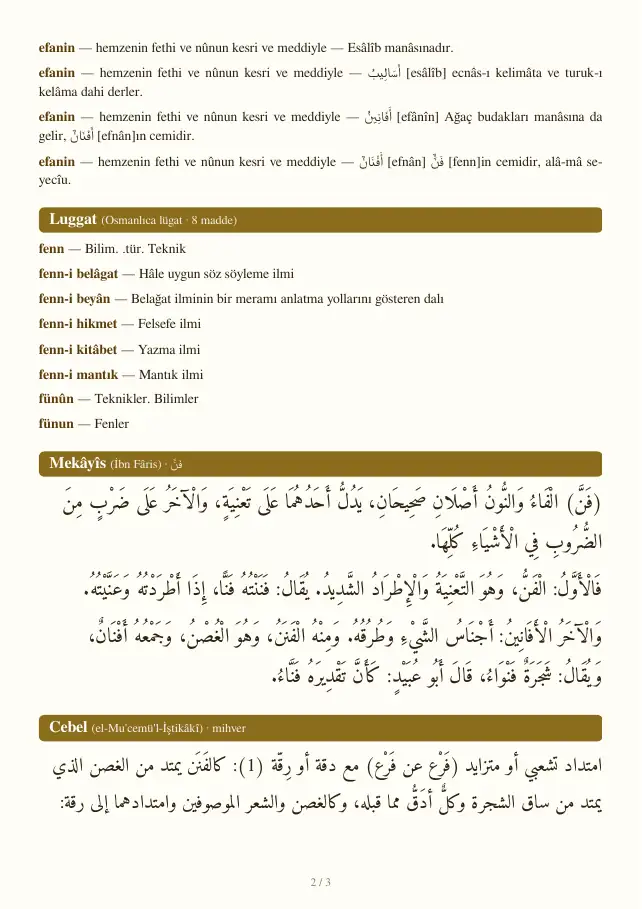 efanin — hemzenin fethi ve nûnun kesri ve meddiyle — Esâlîb manâsınadır.
efanin — hemzenin fethi ve nûnun kesri ve meddiyle — أَسَالِيبُ [esâlîb] ecnâs-ı kelimâta ve turuk-ı
kelâma dahi derler.
efanin — hemzenin fethi ve nûnun kesri ve meddiyle — أَفَانِينُ [efânîn] Ağaç budakları manâsına da
gelir, أَفْنَانٌ [efnân]ın cemidir.
efanin — hemzenin fethi ve nûnun kesri ve meddiyle — أَفْنَانٌ [efnân] فَنٌّ [fenn]in cemidir, alâ-mâ se-
yecîu.
Luggat (Osmanlıca lügat · 8 madde)
fenn — Bilim. .tür. Teknik
fenn-i belâgat — Hâle uygun söz söyleme ilmi
fenn-i beyân — Belağat ilminin bir meramı anlatma yollarını gösteren dalı
fenn-i hikmet — Felsefe ilmi
fenn-i kitâbet — Yazma ilmi
fenn-i mantık — Mantık ilmi
fünûn — Teknikler. Bilimler
fünun — Fenler
Mekâyîs (İbn Fâris) · فنّ
(فَنَّ) الْفَاءُ وَالنُّونُ أَصْلَانِ صَحِيحَانِ، يَدُلُّ أَحَدُهُمَا عَلَى تَعْنِيَةٍ، وَالْآخَرُ عَلَى ضَرْبٍ مِنَ
الضُّرُوبِ فِي الْأَشْيَاءِ كُلِّهَا.
فَالْأَوَّلُ: الْفَنُّ، وَهُوَ التَّعْنِيَةُ وَالْإِطْرَادُ الشَّدِيدُ. يُقَالُ: فَنَنْتُهُ فَنًّا، إِذَا أَطْرَدْتُهُ وَعَنَّيْتُهُ.
وَالْآخَرُ الْأَفَانِينُ: أَجْنَاسُ الشَّيْءِ وَطُرُقُهُ. وَمِنْهُ الْفَنَنُ، وَهُوَ الْغُصْنُ، وَجَمْعُهُ أَفْنَانٌ،
وَيُقَالُ: شَجَرَةٌ فَنْوَاءُ، قَالَ أَبُو عُبَيْدٍ: كَأَنَّ تَقْدِيرَهُ فَنَّاءُ.
Cebel (el-Mu'cemü'l-İştikâkî) · mihver
امتداد تشعبي أو متزايد (فَرْع عن فَرْع) مع دقة أو رِقّة (1): كالفَنَن يمتد من الغصن الذي
يمتد من ساق الشجرة وكلٌّ أدَقُّ مما قبله، وكالغصن والشعر الموصوفين وامتدادهما إلى رقة:
2 / 3